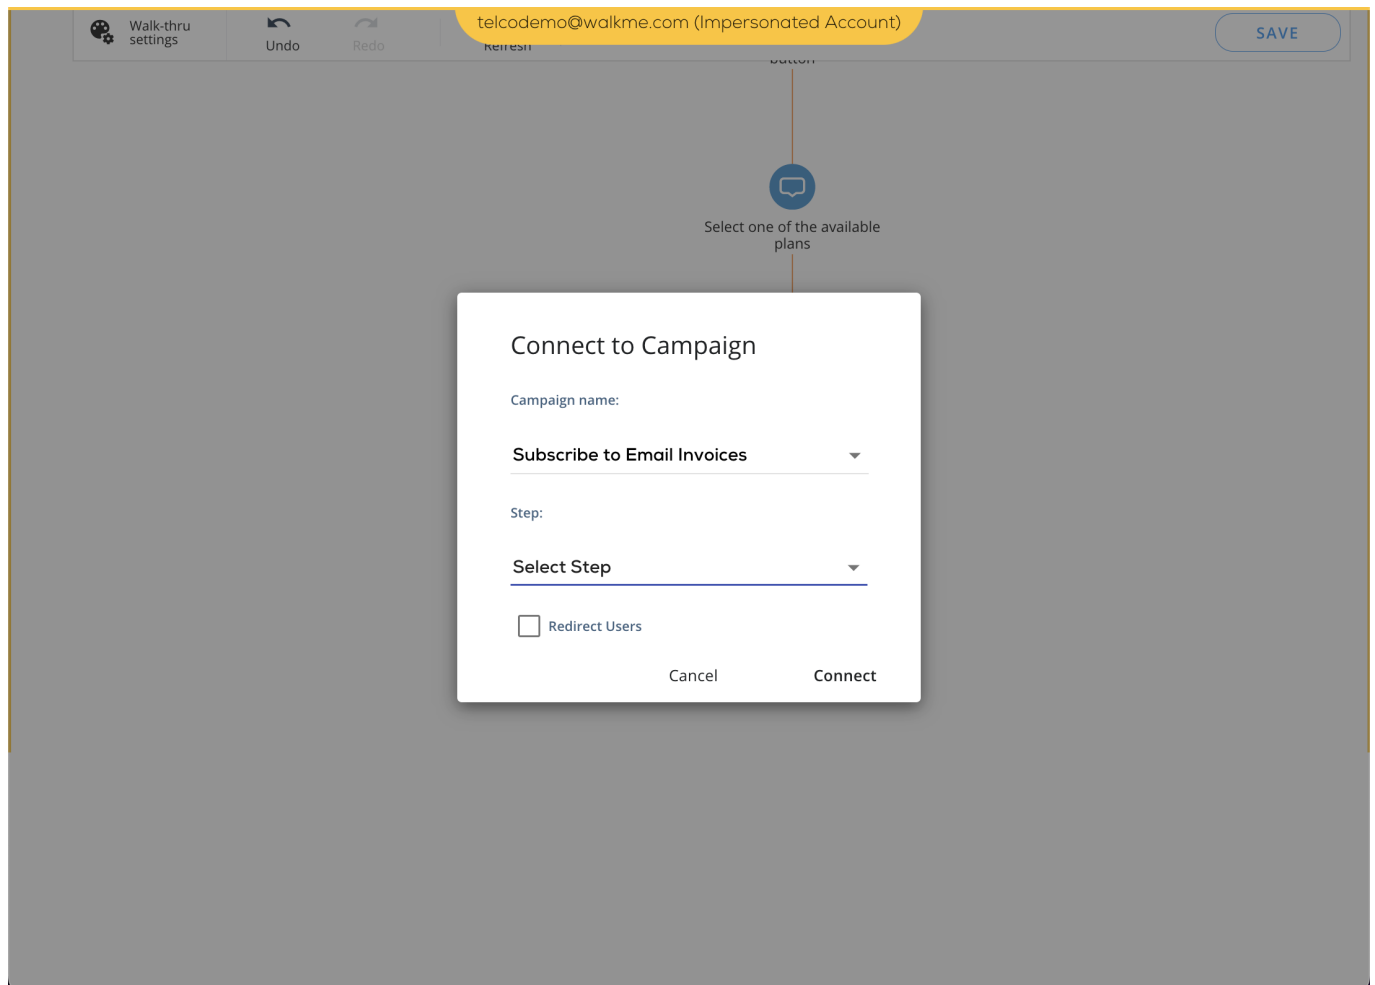 telcodemo@walkme.com (Impersonated Account)
Walk-thru
settings
Undo
Redo
Refresh
SAVE
button
Select one of the available
plans
Connect to Campaign
Campaign name:
Subscribe to Email Invoices
Step:
Select Step
Redirect Users
Cancel
Connect